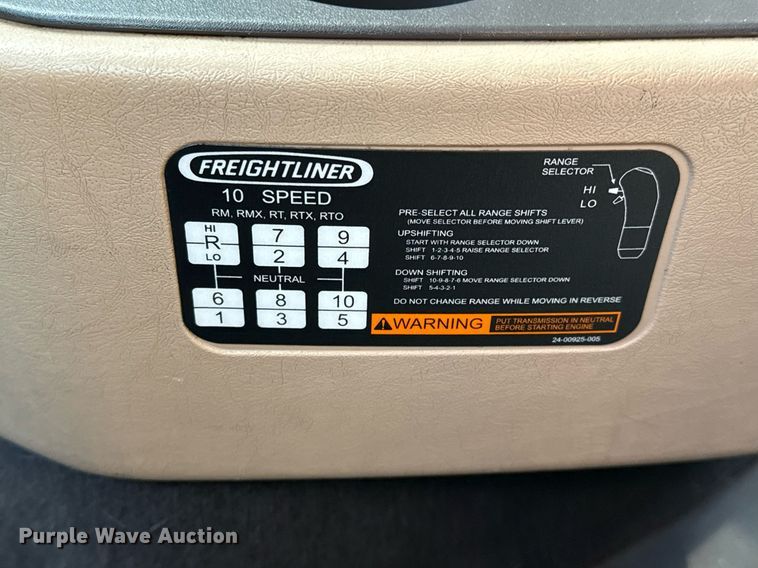 FREIGHTLINER
10 SPEED
RM, RMX, RT, RTX, RTO
HI
R
LO
7
2
9
4
NEUTRAL
6
1
8
3
10
5
RANGE
SELECTOR
HI
LO
PRE-SELECT ALL RANGE SHIFTS
(MOVE SELECTOR BEFORE MOVING SHIFT LEVER)
UPSHIFTING
START WITH RANGE SELECTOR DOWN
SHIFT 1-2-3-4-5 RAISE RANGE SELECTOR
SHIFT 6-7-8-9-10
DOWN SHIFTING
SHIFT 10-9-8-7-6 MOVE RANGE SELECTOR DOWN
SHIFT 5-4-3-2-1
DO NOT CHANGE RANGE WHILE MOVING IN REVERSE
WARNING
PUT TRANSMISSION IN NEUTRAL
BEFORE STARTING ENGINE
24-00925-005
Purple Wave Auction